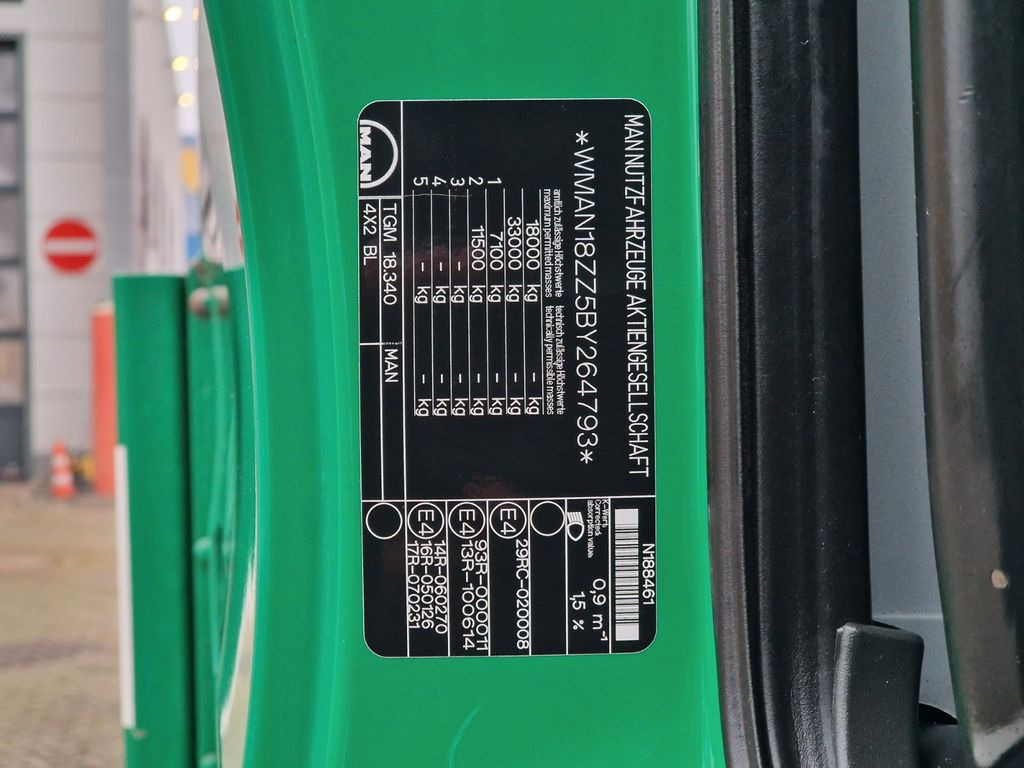 MAN NUTZFAHRZEUGE AKTIENGESELLSCHAFT
*WMAN18ZZ5BY264793*
amtlich zulässige Höchstwerte technisch zulässige Höchstwerte
maximum permitted masses technically permissible masses
18000 kg - kg
33000 kg - kg
1 7100 kg - kg
2 11500 kg - kg
3 - kg - kg
4 - kg - kg
5 - kg - kg
MAN
TGM 18.340
4X2 BL
MAN
N188461
K-Wert:
Corrected
absorption value:
0,9 m⁻¹
1,5 %
E4 29RC-020008
E4 93R-000011
13R-100614
E4 14R-060270
16R-050126
17R-070231